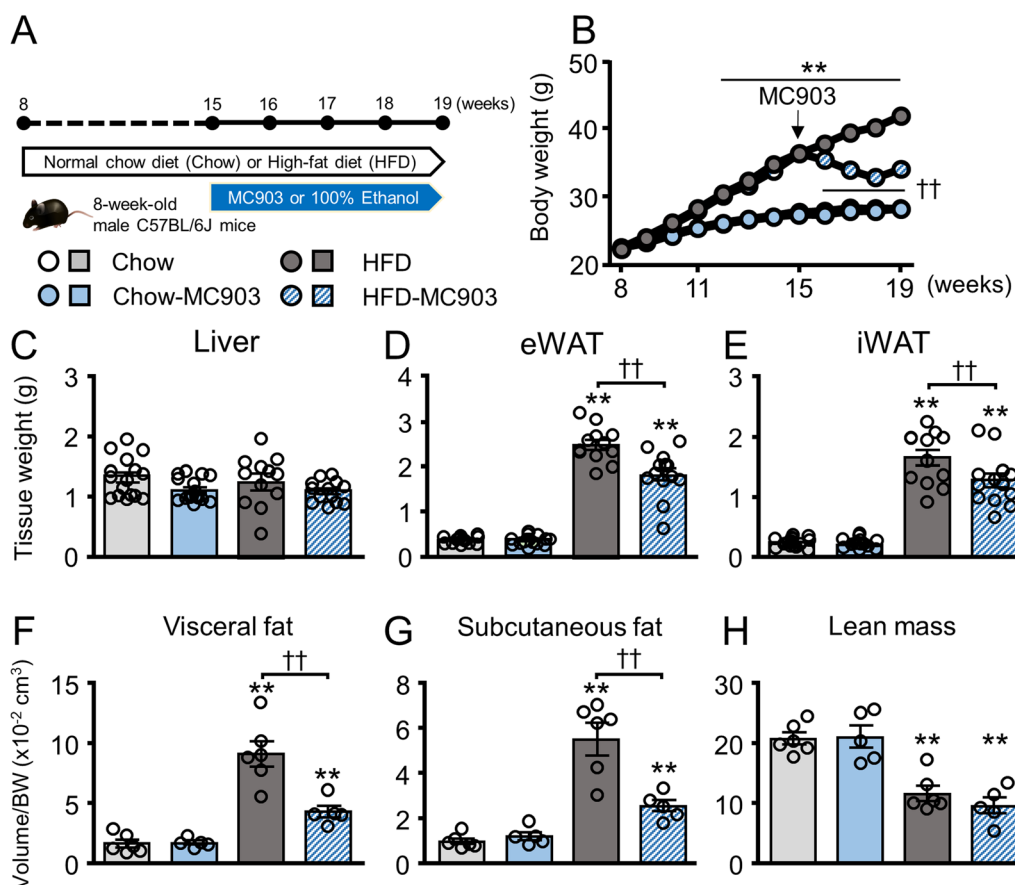 A
8 15 16 17 18 19 (weeks)
Normal chow diet (Chow) or High-fat diet (HFD)
MC903 or 100% Ethanol
8-week-old
male C57BL/6J mice
Chow
HFD
Chow-MC903
HFD-MC903
B
Body weight (g)
50
40
30
20
**
MC903
††
8 11 15 19 (weeks)
C
Liver
Tissue weight (g)
3
2
1
0
D
eWAT
4
3
2
1
0
††
**
**
E
iWAT
3
2
1
0
††
**
**
F
Visceral fat
Volume/BW (x10⁻² cm³)
15
10
5
0
††
**
**
G
Subcutaneous fat
8
6
4
2
0
††
**
**
H
Lean mass
30
20
10
0
**
**